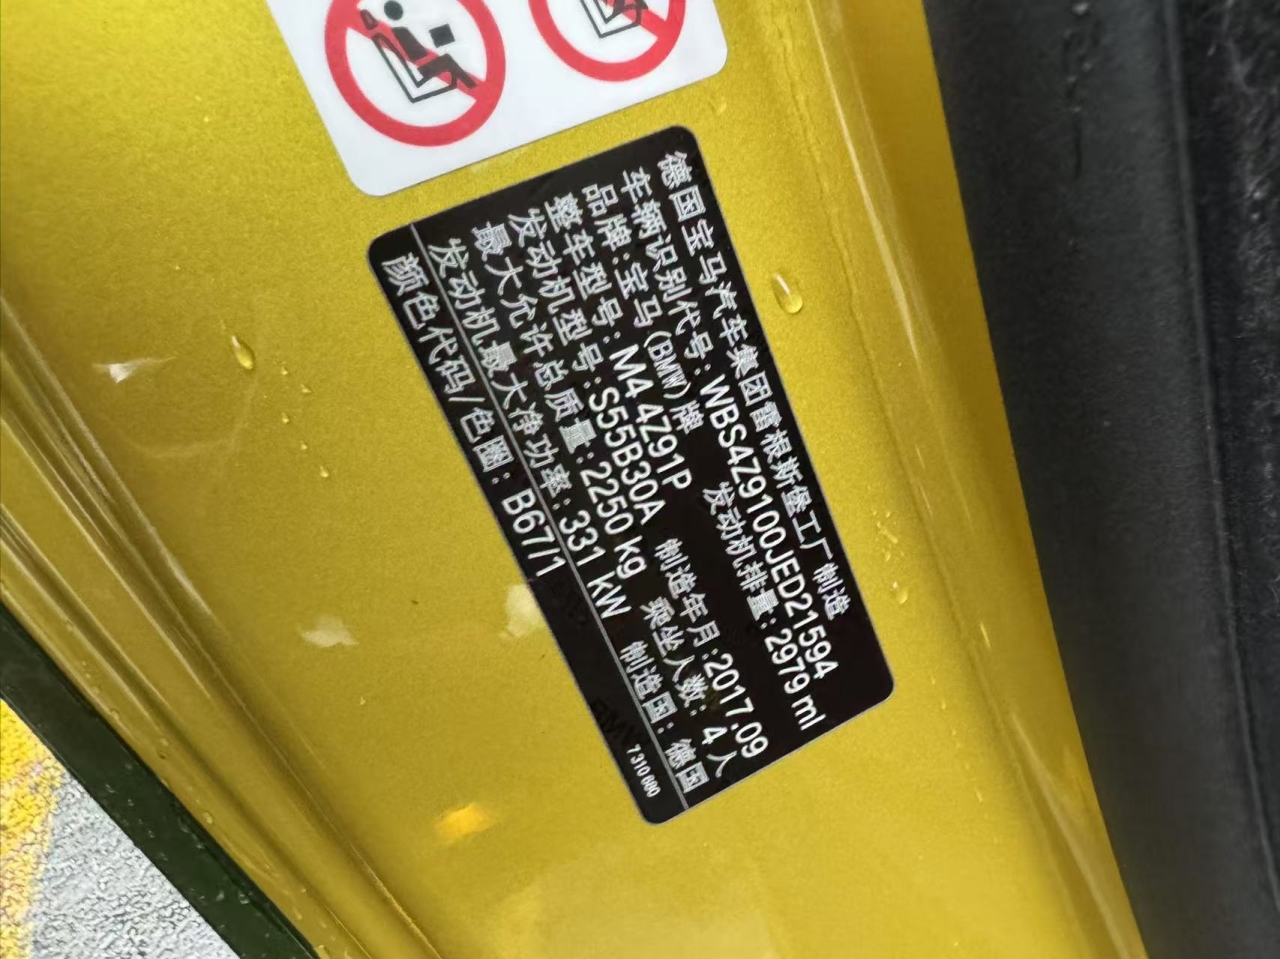 德国宝马汽车集团雷根斯堡工厂制造
车辆识别代号:WBS4Z9100JED21594
品牌:宝马(BMW)牌 发动机排量:2979 ml
整车型号:M4 4Z91P
发动机型号:S55B30A 制造年月:2017.09
最大允许总质量:2250 kg 乘坐人数: 4人
发动机最大净功率:331 kW 制造国: 德国
颜色代码/色圈: B67/1 7310680